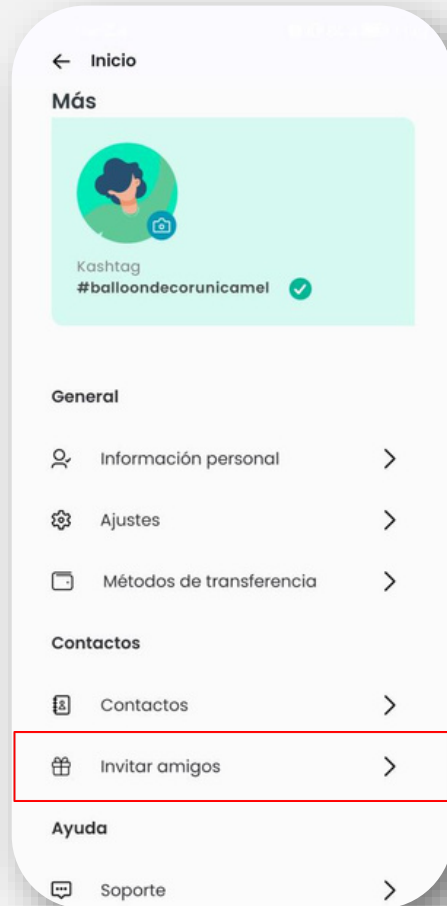 Inicio
Más
Kashtag
#balloondecorunicamel
General
Información personal
Ajustes
Métodos de transferencia
Contactos
Contactos
Invitar amigos
Ayuda
Soporte